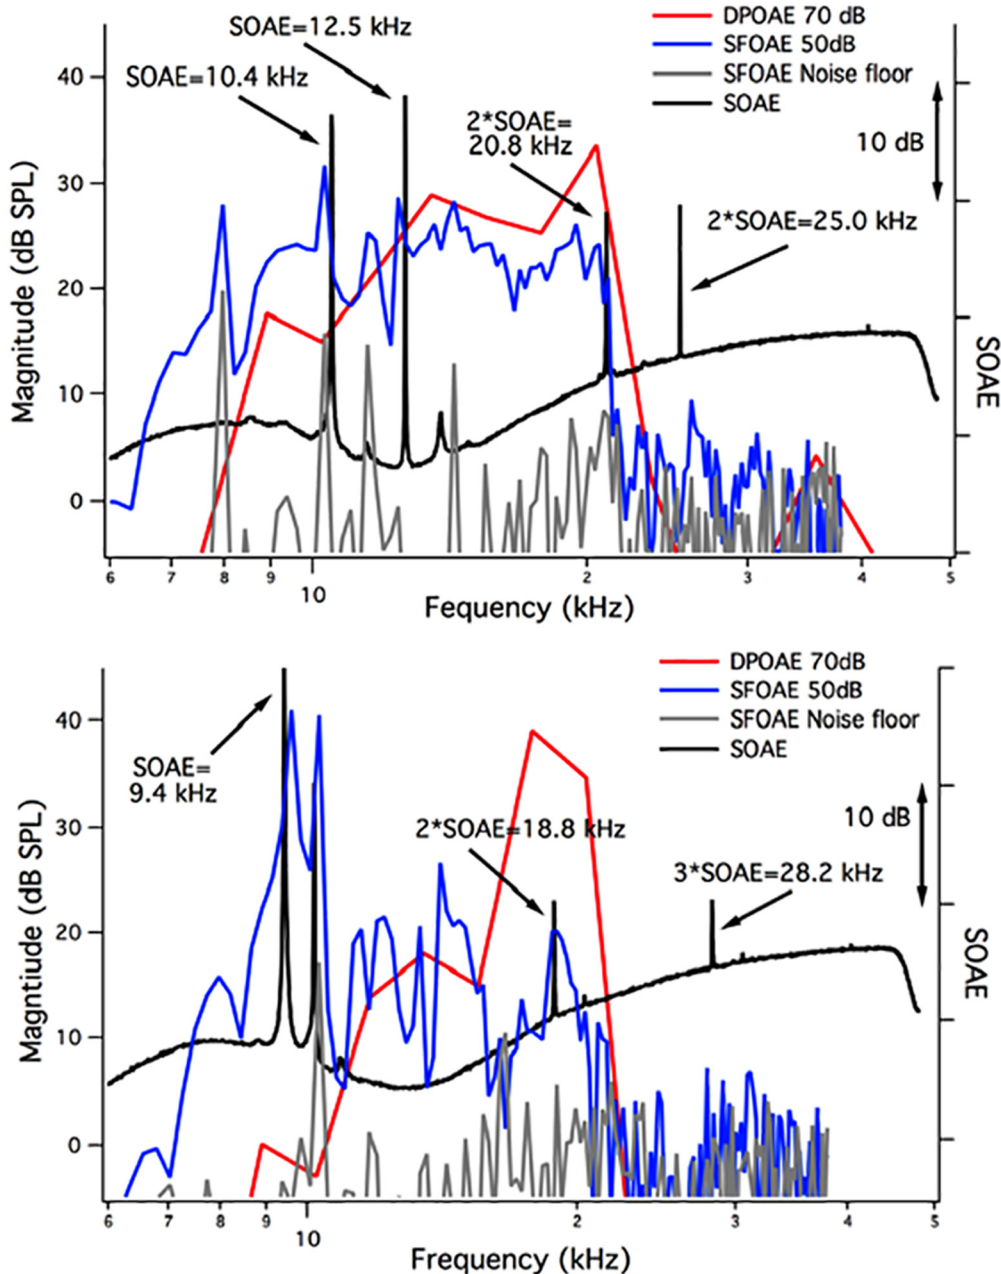 SOAE=12.5 kHz
SOAE=10.4 kHz
2*SOAE=
20.8 kHz
2*SOAE=25.0 kHz
DPOAE 70 dB
SFOAE 50dB
SFOAE Noise floor
SOAE
10 dB
Magnitude (dB SPL)
40
30
20
10
0
SOAE
6 7 8 9 2 3 4 5
10
Fequency (kHz)
DPOAE 70dB
SFOAE 50dB
SFOAE Noise floor
SOAE
SOAE=
9.4 kHz
2*SOAE=18.8 kHz
3*SOAE=28.2 kHz
10 dB
Magntiude (dB SPL)
40
30
20
10
0
SOAE
6 7 8 9 2 3 4 5
10
Frequency (kHz)